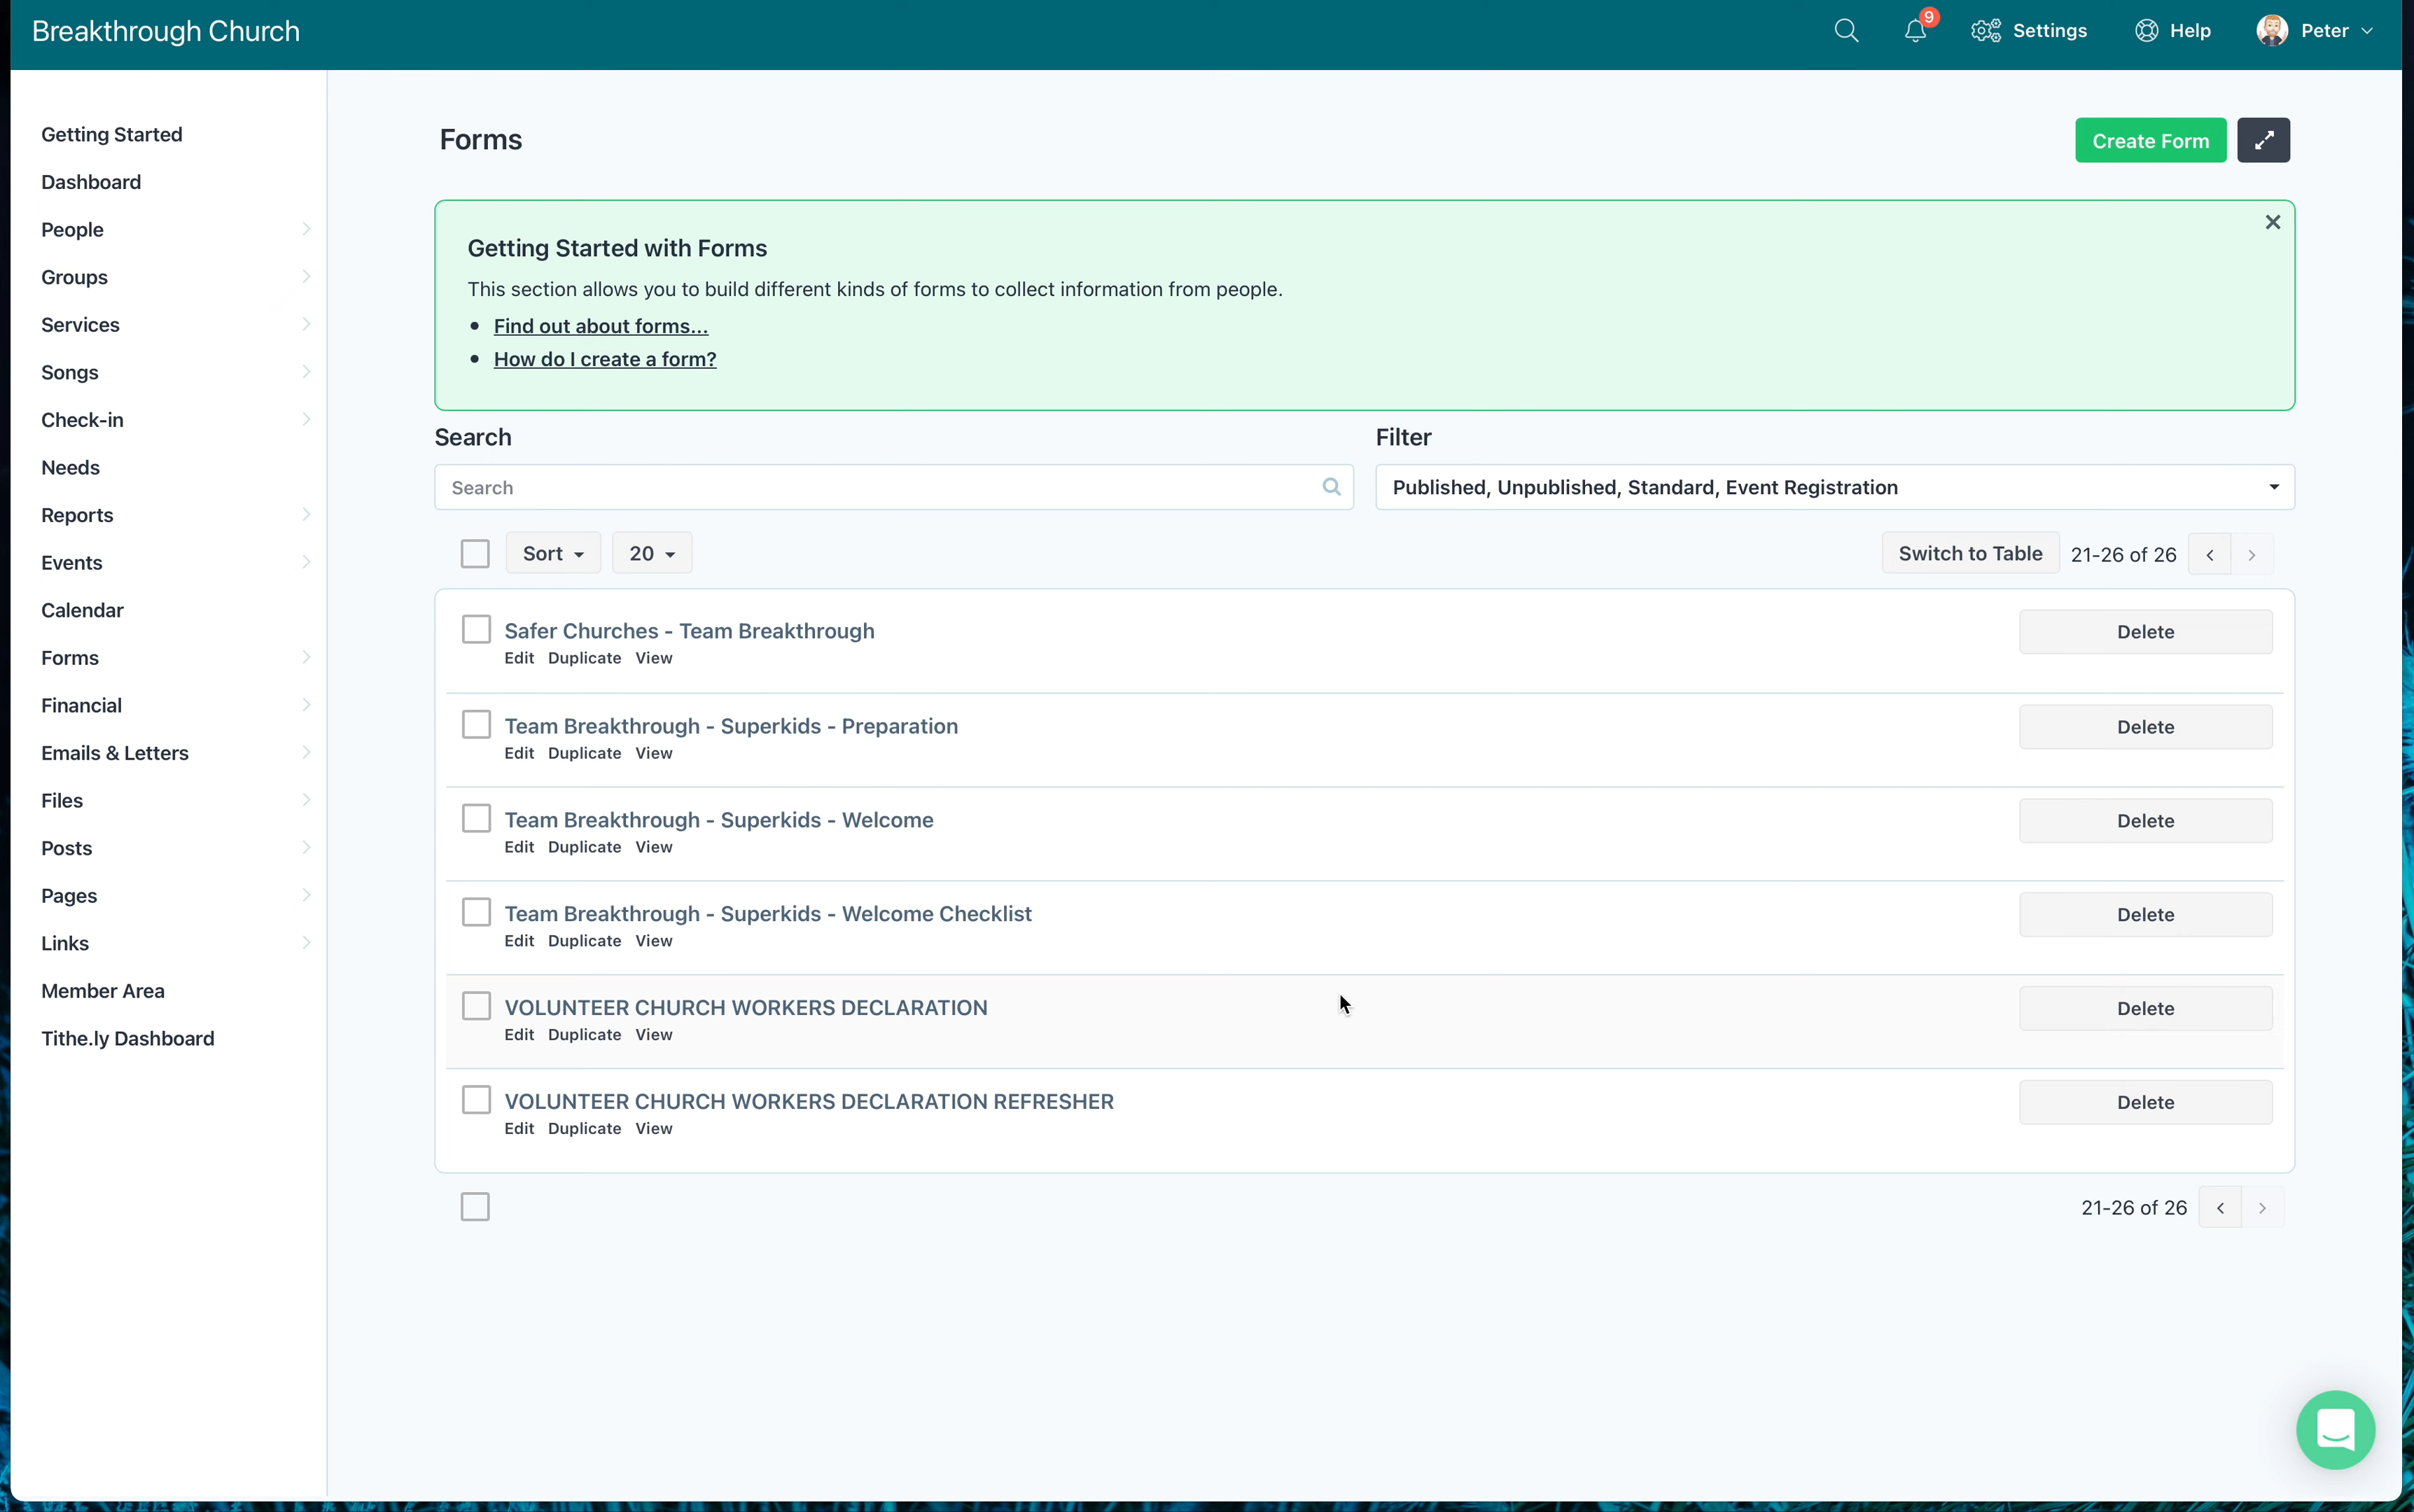 Breakthrough Church
9
Settings
Help
Peter
Getting Started
Dashboard
People
Groups
Services
Songs
Check-in
Needs
Reports
Events
Calendar
Forms
Financial
Emails & Letters
Files
Posts
Pages
Links
Member Area
Tithe.ly Dashboard
Forms
Create Form
Getting Started with Forms
This section allows you to build different kinds of forms to collect information from people.
Find out about forms...
How do I create a form?
Search
Filter
Search
Published, Unpublished, Standard, Event Registration
Sort
20
Switch to Table
21-26 of 26
Safer Churches - Team Breakthrough
Edit Duplicate View
Delete
Team Breakthrough - Superkids - Preparation
Edit Duplicate View
Delete
Team Breakthrough - Superkids - Welcome
Edit Duplicate View
Delete
Team Breakthrough - Superkids - Welcome Checklist
Edit Duplicate View
Delete
VOLUNTEER CHURCH WORKERS DECLARATION
Edit Duplicate View
Delete
VOLUNTEER CHURCH WORKERS DECLARATION REFRESHER
Edit Duplicate View
Delete
21-26 of 26